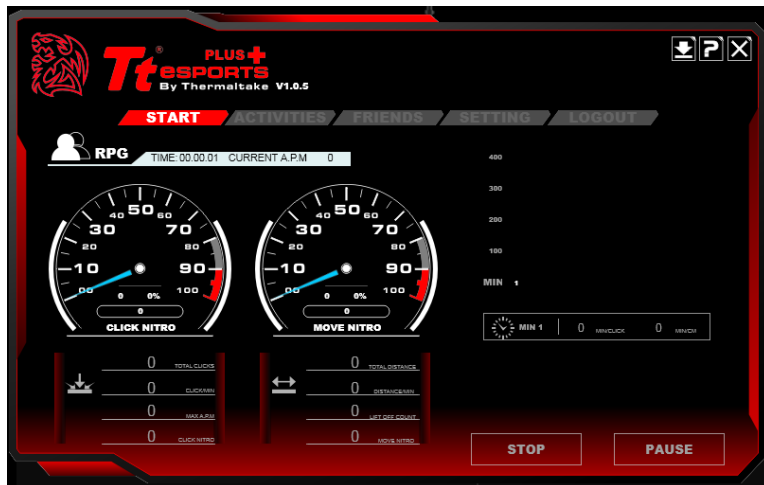 Tt® PLUS+
eSPORTS
By Thermaltake V1.0.5
START ACTIVITIES FRIENDS SETTING LOGOUT
RPG TIME: 00.00.01 CURRENT A.P.M 0
400
300
200
100
MIN 1
00 10 20 30 40 50 60 70 80 90 100
0 0%
0
CLICK NITRO
00 10 20 30 40 50 60 70 80 90 100
0 0%
0
MOVE NITRO
MIN 1 0 MIN/CLICK 0 MIN/CM
0 TOTAL CLICKS
0 CLICK/MIN
0 MAX A.P.M
0 CLICK NITRO
0 TOTAL DISTANCE
0 DISTANCE/MIN
0 LIFT OFF COUNT
0 MOVE NITRO
STOP PAUSE